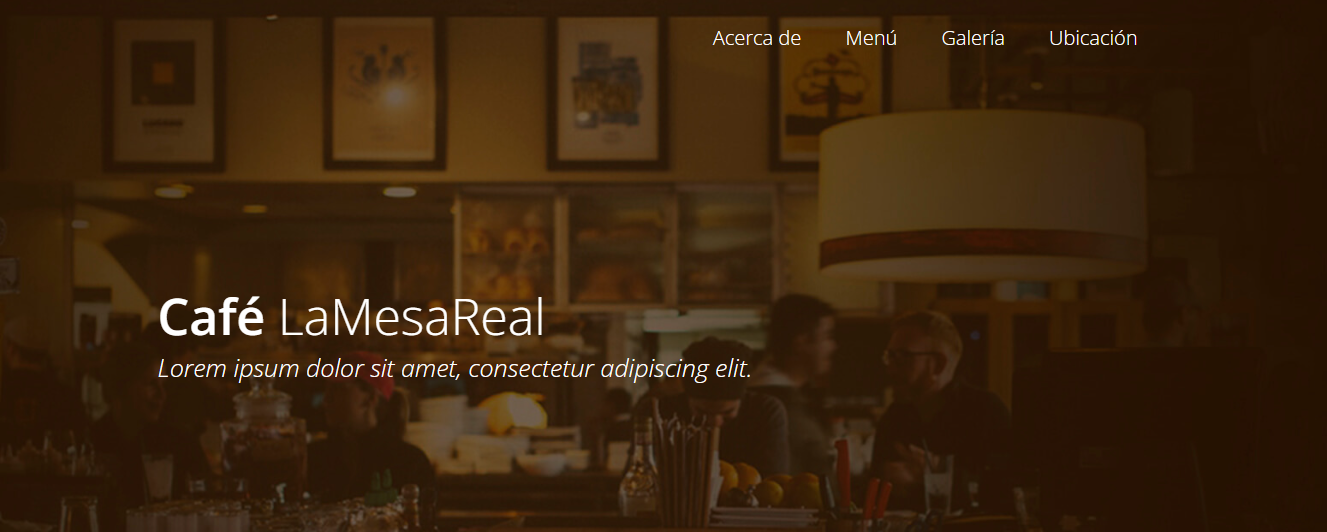 Acerca de Menú Galería Ubicación
Café LaMesaReal
Lorem ipsum dolor sit amet, consectetur adipiscing elit.